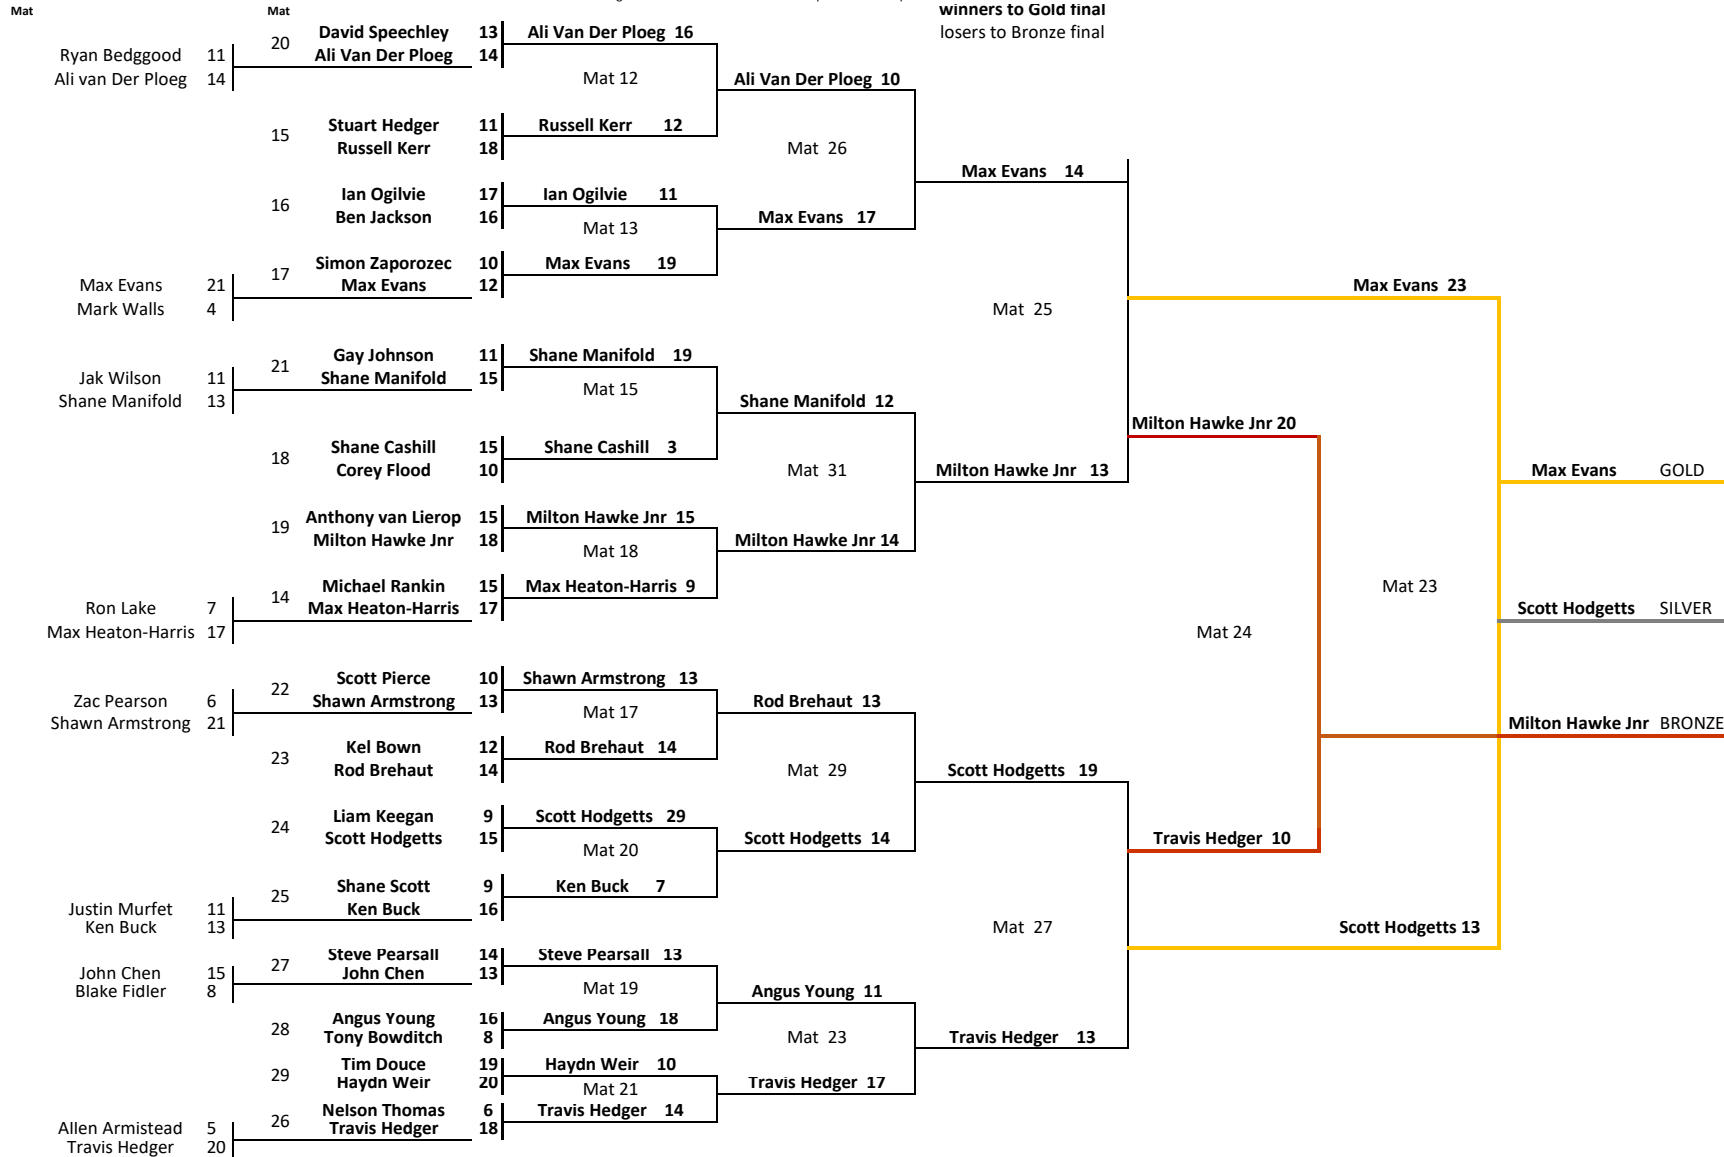 winners to Gold final
Mat
Mat
losers to Bronze final
Ryan Bedggood 11
Ali van Der Ploeg 14
20
David Speechley 13
Ali Van Der Ploeg 14
Ali Van Der Ploeg 16
Mat 12
Ali Van Der Ploeg 10
15
Stuart Hedger 11
Russell Kerr 18
Russell Kerr 12
Mat 26
Max Evans 14
16
Ian Ogilvie 17
Ben Jackson 16
Ian Ogilvie 11
Mat 13
Max Evans 17
Max Evans 21
Mark Walls 4
17
Simon Zaporozec 10
Max Evans 12
Max Evans 19
Mat 25
Max Evans 23
Jak Wilson 11
Shane Manifold 13
21
Gay Johnson 11
Shane Manifold 15
Shane Manifold 19
Mat 15
Shane Manifold 12
18
Shane Cashill 15
Corey Flood 10
Shane Cashill 3
Mat 31
Milton Hawke Jnr 13
Milton Hawke Jnr 20
Max Evans GOLD
19
Anthony van Lierop 15
Milton Hawke Jnr 18
Milton Hawke Jnr 15
Mat 18
Milton Hawke Jnr 14
Ron Lake 7
Max Heaton-Harris 17
14
Michael Rankin 15
Max Heaton-Harris 17
Max Heaton-Harris 9
Mat 23
Scott Hodgetts SILVER
Mat 24
Zac Pearson 6
Shawn Armstrong 21
22
Scott Pierce 10
Shawn Armstrong 13
Shawn Armstrong 13
Mat 17
Rod Brehaut 13
Milton Hawke Jnr BRONZE
23
Kel Bown 12
Rod Brehaut 14
Rod Brehaut 14
Mat 29
Scott Hodgetts 19
24
Liam Keegan 9
Scott Hodgetts 15
Scott Hodgetts 29
Mat 20
Scott Hodgetts 14
Travis Hedger 10
Justin Murfet 11
Ken Buck 13
25
Shane Scott 9
Ken Buck 16
Ken Buck 7
Mat 27
Scott Hodgetts 13
John Chen 15
Blake Fidler 8
27
Steve Pearsall 14
John Chen 13
Steve Pearsall 13
Mat 19
Angus Young 11
28
Angus Young 16
Tony Bowditch 8
Angus Young 18
Mat 23
Travis Hedger 13
29
Tim Douce 19
Haydn Weir 20
Haydn Weir 10
Mat 21
Travis Hedger 17
Allen Armistead 5
Travis Hedger 20
26
Nelson Thomas 6
Travis Hedger 18
Travis Hedger 14